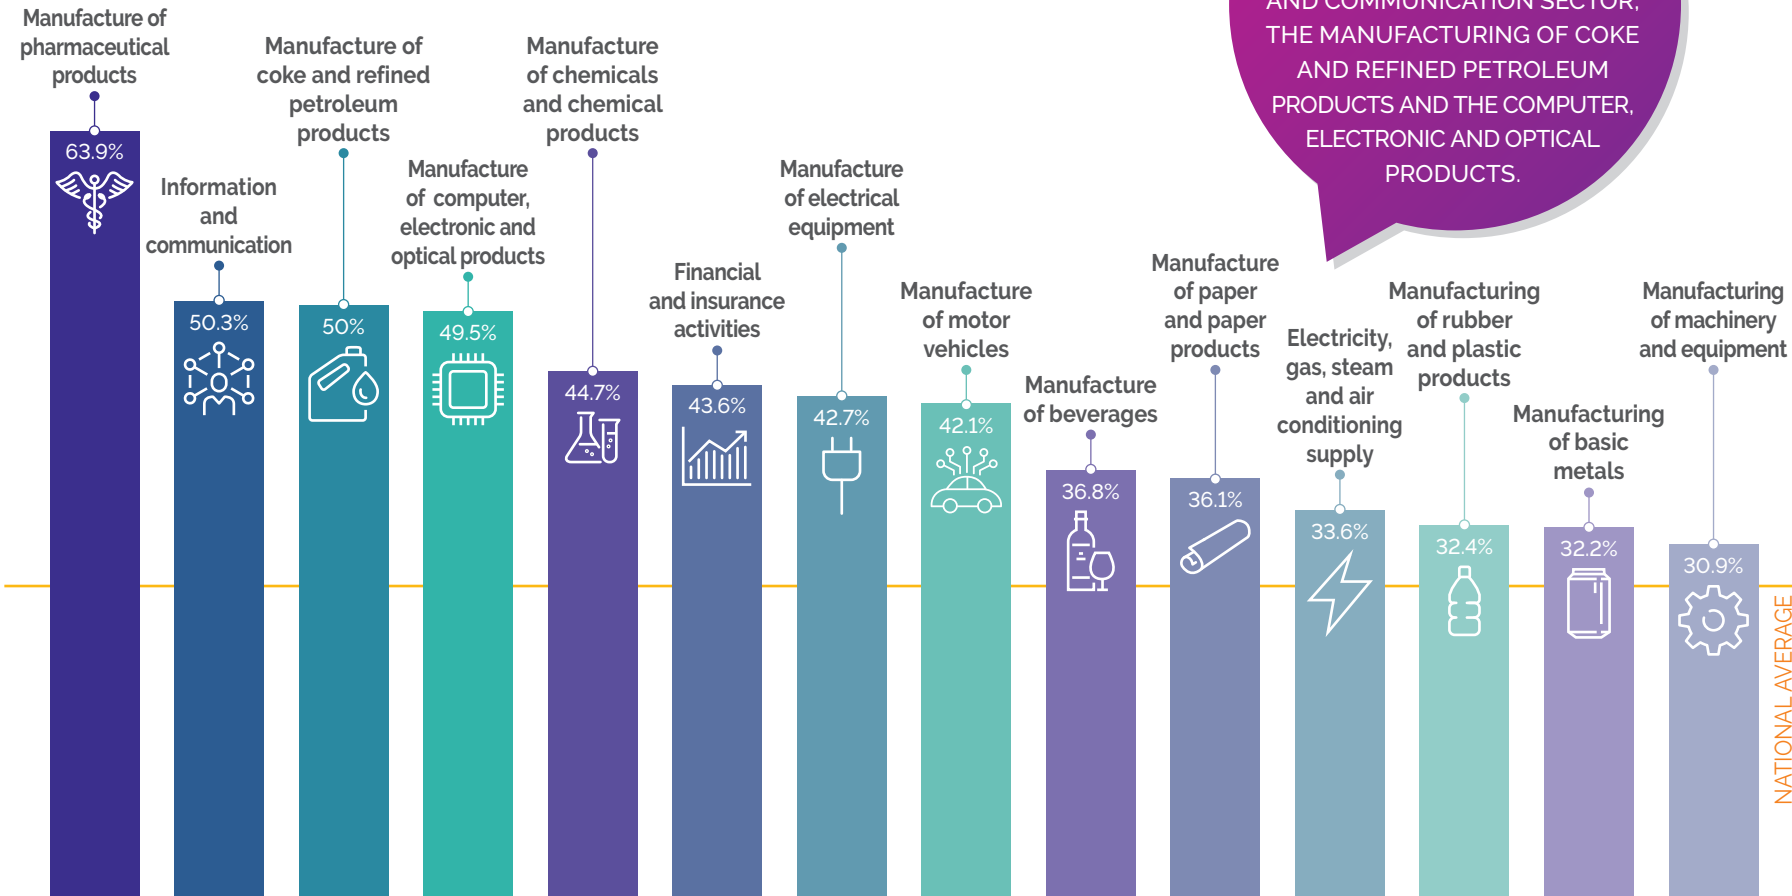 Manufacture of
pharmaceutical
products
63.9%
Information
and
communication
50.3%
Manufacture of
coke and refined
petroleum
products
50%
Manufacture
of computer,
electronic and
optical products
49.5%
Manufacture
of chemicals
and chemical
products
44.7%
Financial
and insurance
activities
43.6%
Manufacture
of electrical
equipment
42.7%
Manufacture
of motor
vehicles
42.1%
Manufacture
of beverages
36.8%
Manufacture
of paper
and paper
products
36.1%
Electricity,
gas, steam
and air
conditioning
supply
33.6%
Manufacturing
of rubber
and plastic
products
32.4%
Manufacturing
of basic
metals
32.2%
Manufacturing
of machinery
and equipment
30.9%
AND COMMUNICATION SECTOR,
THE MANUFACTURING OF COKE
AND REFINED PETROLEUM
PRODUCTS AND THE COMPUTER,
ELECTRONIC AND OPTICAL
PRODUCTS.
NATIONAL AVERAGE